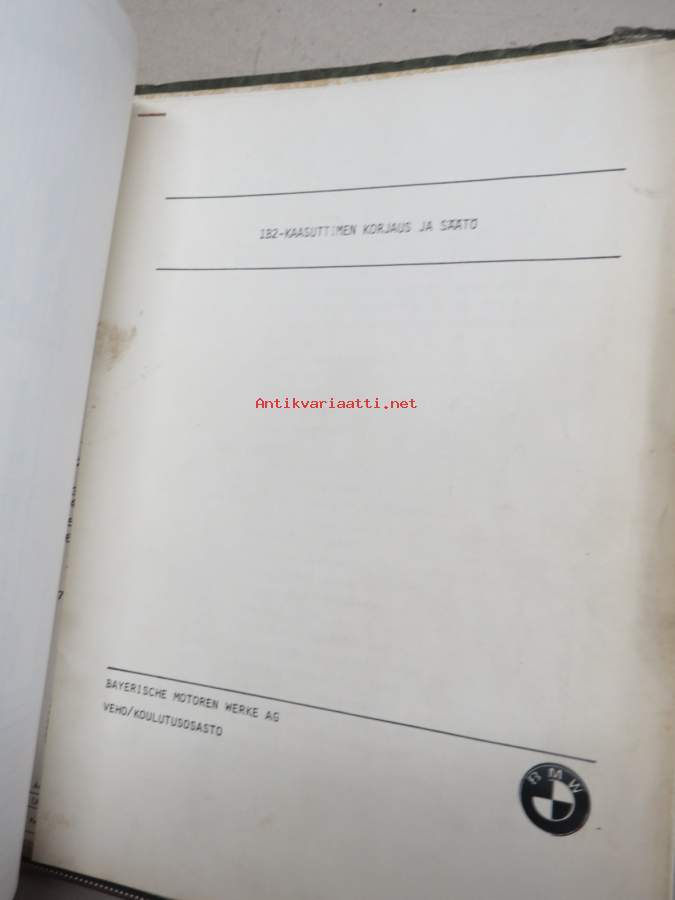 1B2-KAASUTTIMEN KORJAUS JA SÄÄTÖ
Antikvariaatti.net
BAYERISCHE MOTOREN WERKE AG
VEHO/KOULUTUSOSASTO
BMW